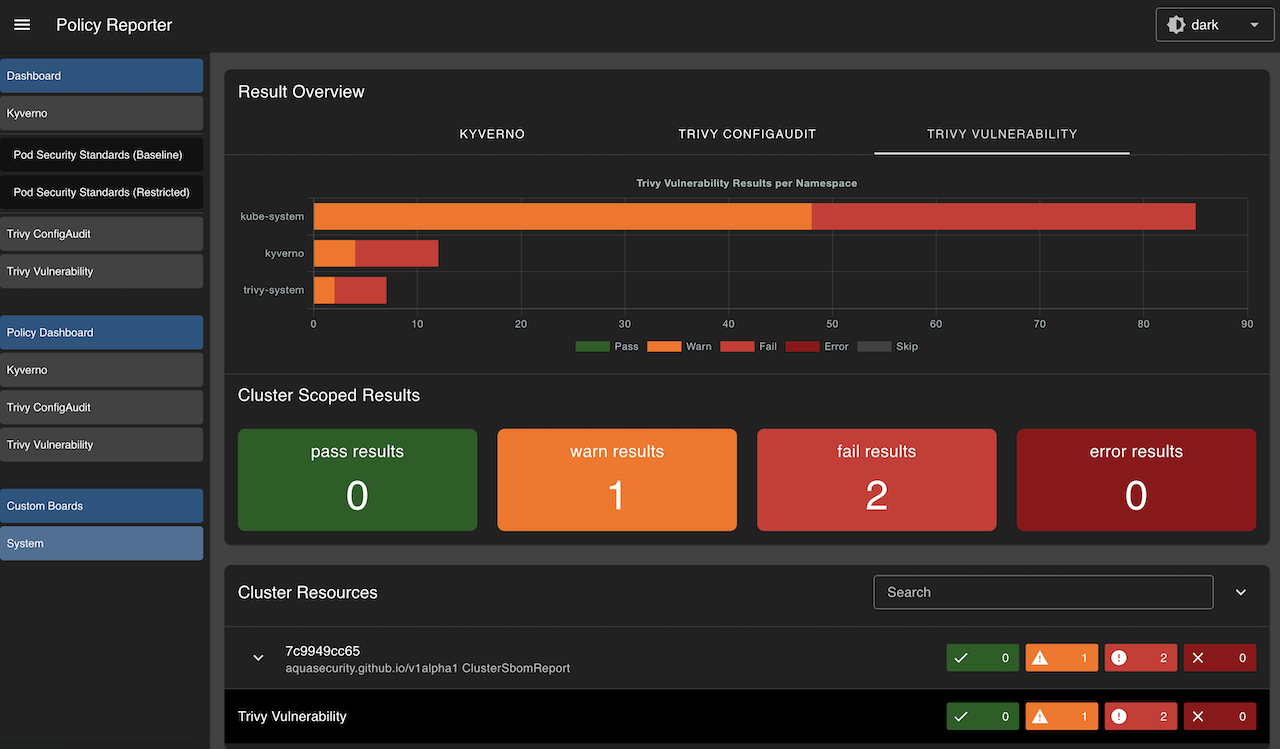 Policy Reporter
dark
Dashboard
Kyverno
Pod Security Standards (Baseline)
Pod Security Standards (Restricted)
Trivy ConfigAudit
Trivy Vulnerability
Policy Dashboard
Kyverno
Trivy ConfigAudit
Trivy Vulnerability
Custom Boards
System
Result Overview
KYVERNO TRIVY CONFIGAUDIT TRIVY VULNERABILITY
Trivy Vulnerability Results per Namespace
kube-system
kyverno
trivy-system
0 10 20 30 40 50 60 70 80 90
Pass Warn Fail Error Skip
Cluster Scoped Results
pass results
0
warn results
1
fail results
2
error results
0
Cluster Resources
Search
7c9949cc65
aquasecurity.github.io/v1alpha1 ClusterSbomReport
0 1 2 0
Trivy Vulnerability
0 1 2 0